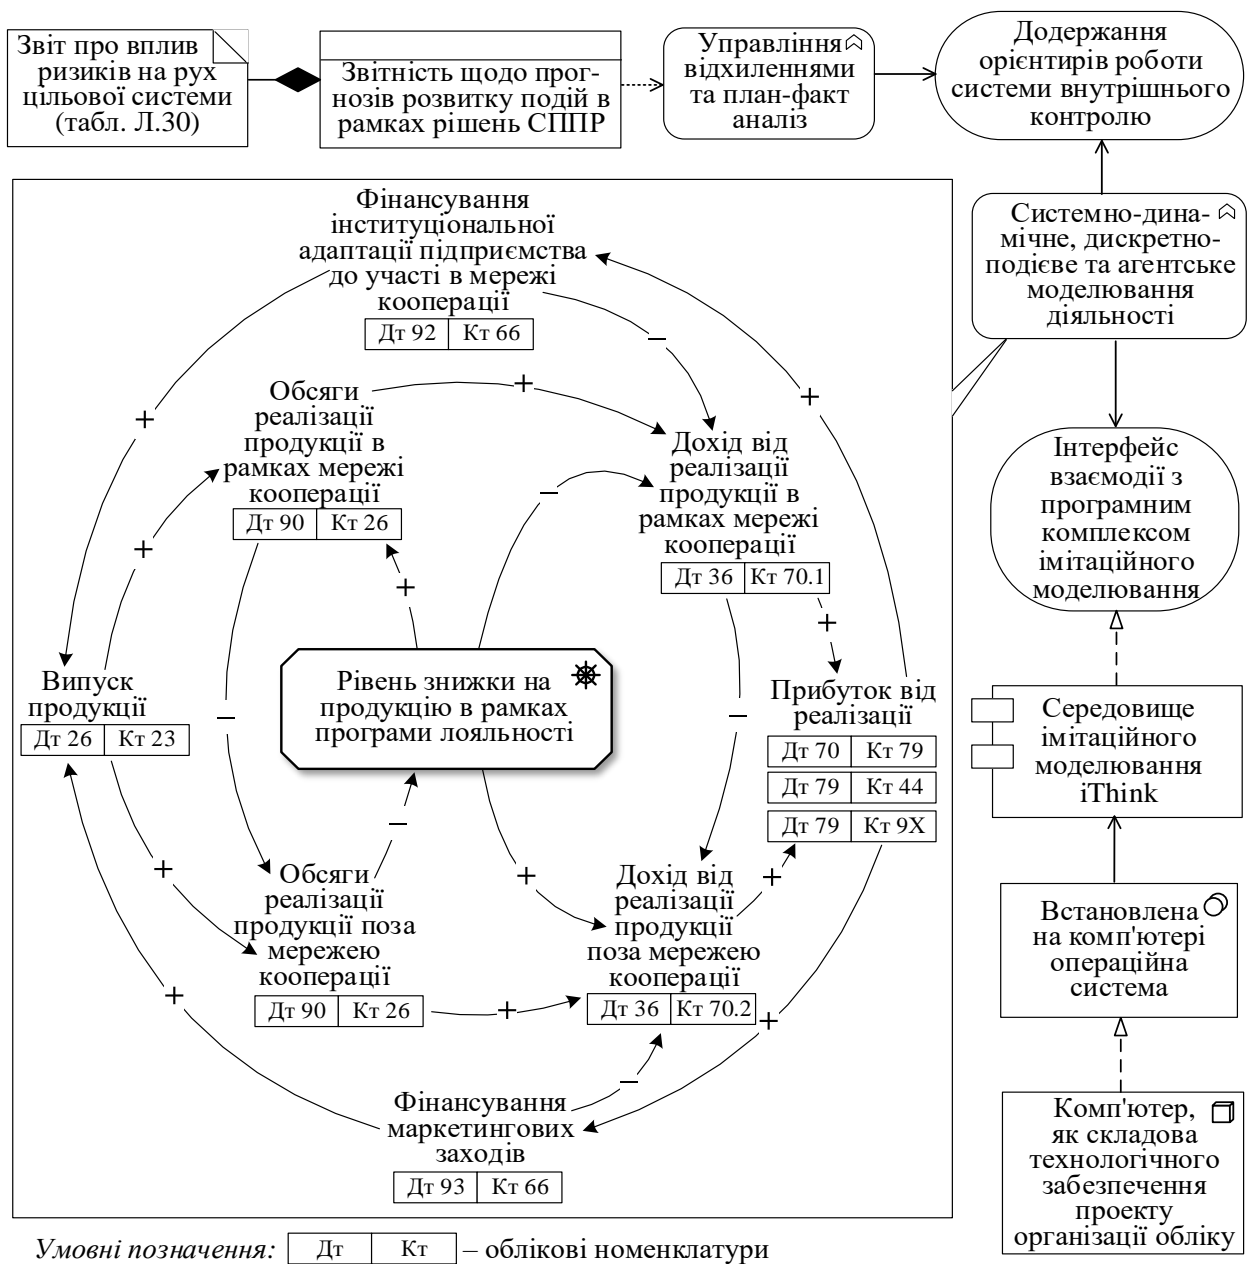 Звіт про вплив
ризиків на рух
цільової системи
(табл. Л.30)
Звітність щодо прог-
нозів розвитку подій в
рамках рішень СППР
Управління
відхиленнями
та план-факт
аналіз
Додержання
орієнтирів роботи
системи внутрішнього
контролю
Фінансування
інституціональної
адаптації підприємства
до участі в мережі
кооперації
Дт 92 Кт 66
Системно-дина-
мічне, дискретно-
подієве та агентське
моделювання
діяльності
Обсяги
реалізації
продукції в
рамках мережі
кооперації
Дт 90 Кт 26
Дохід від
реалізації
продукції в
рамках мережі
кооперації
Дт 36 Кт 70.1
Інтерфейс
взаємодії з
програмним
комплексом
імітаційного
моделювання
Випуск
продукції
Дт 26 Кт 23
Рівень знижки на
продукцію в рамках
програми лояльності
Прибуток від
реалізації
Дт 70 Кт 79
Дт 79 Кт 44
Дт 79 Кт 9Х
Середовище
імітаційного
моделювання
iThink
Обсяги
реалізації
продукції поза
мережею
кооперації
Дт 90 Кт 26
Дохід від
реалізації
продукції
поза мережею
кооперації
Дт 36 Кт 70.2
Встановлена
на комп'ютері
операційна
система
Фінансування
маркетингових
заходів
Дт 93 Кт 66
Комп'ютер,
як складова
технологічного
забезпечення
проекту
організації обліку
Умовні позначення: Дт Кт – облікові номенклатури